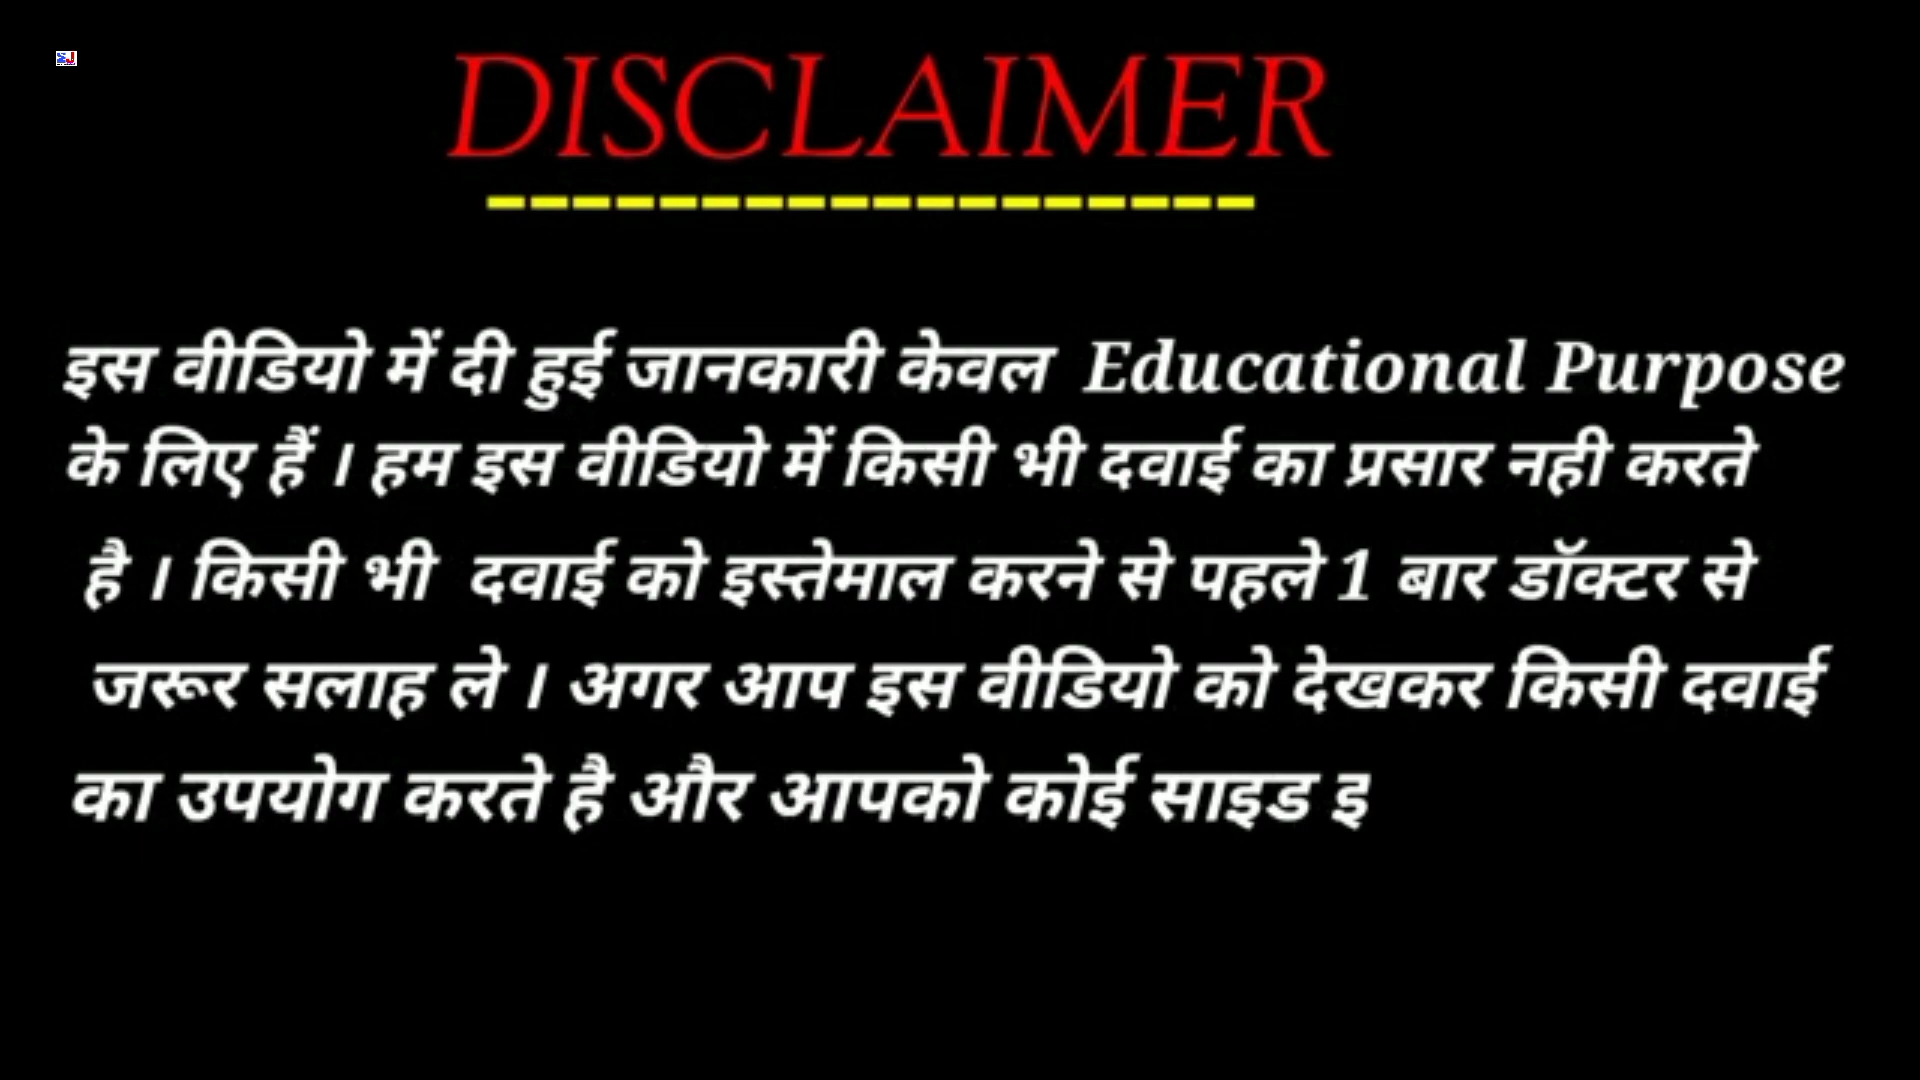 DISCLAIMER
------------------
इस वीडियो में दी हुई जानकारी केवल Educational Purpose
के लिए हैं । हम इस वीडियो में किसी भी दवाई का प्रसार नही करते
है । किसी भी दवाई को इस्तेमाल करने से पहले 1 बार डॉक्टर से
जरूर सलाह ले । अगर आप इस वीडियो को देखकर किसी दवाई
का उपयोग करते है और आपको कोई साइड इ